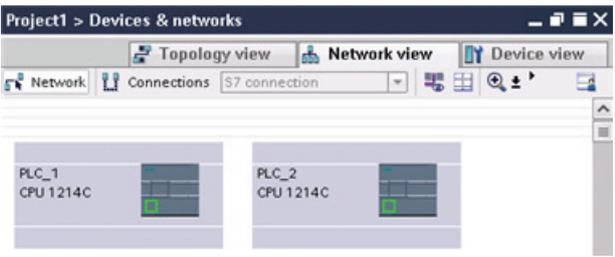 Project1 > Devices & networks
Topology view Network view Device view
Network Connections S7 connection
PLC_1
CPU 1214C
PLC_2
CPU 1214C